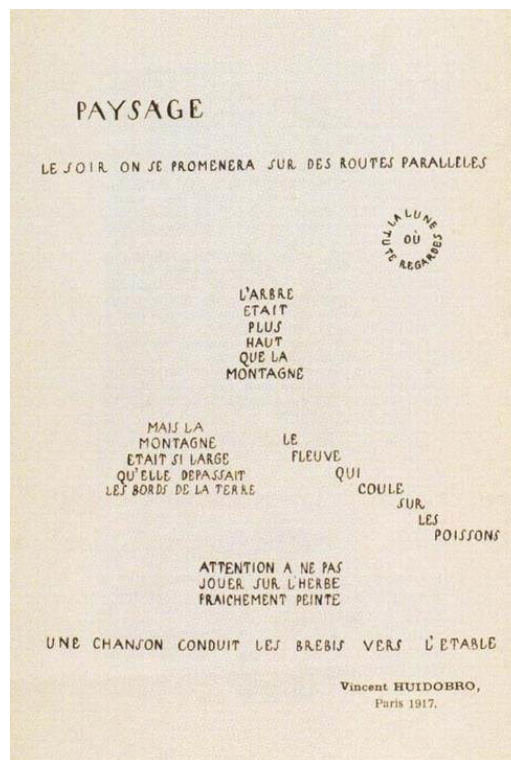 PAYSAGE
LE SOIR ON SE PROMENERA SUR DES ROUTES PARALLELES
LA LUNE
OÙ
TU TE REGARDES
L'ARBRE
ETAIT
PLUS
HAUT
QUE LA
MONTAGNE
MAIS LA
MONTAGNE
ETAIT SI LARGE
QU'ELLE DEPASSAIT
LES BORDS DE LA TERRE
LE
FLEUVE
QUI
COULE
SUR
LES
POISSONS
ATTENTION A NE PAS
JOUER SUR L'HERBE
FRAICHEMENT PEINTE
UNE CHANSON CONDUIT LES BREBIS VERS L'ETABLE
Vincent HUIDOBRO,
Paris 1917.